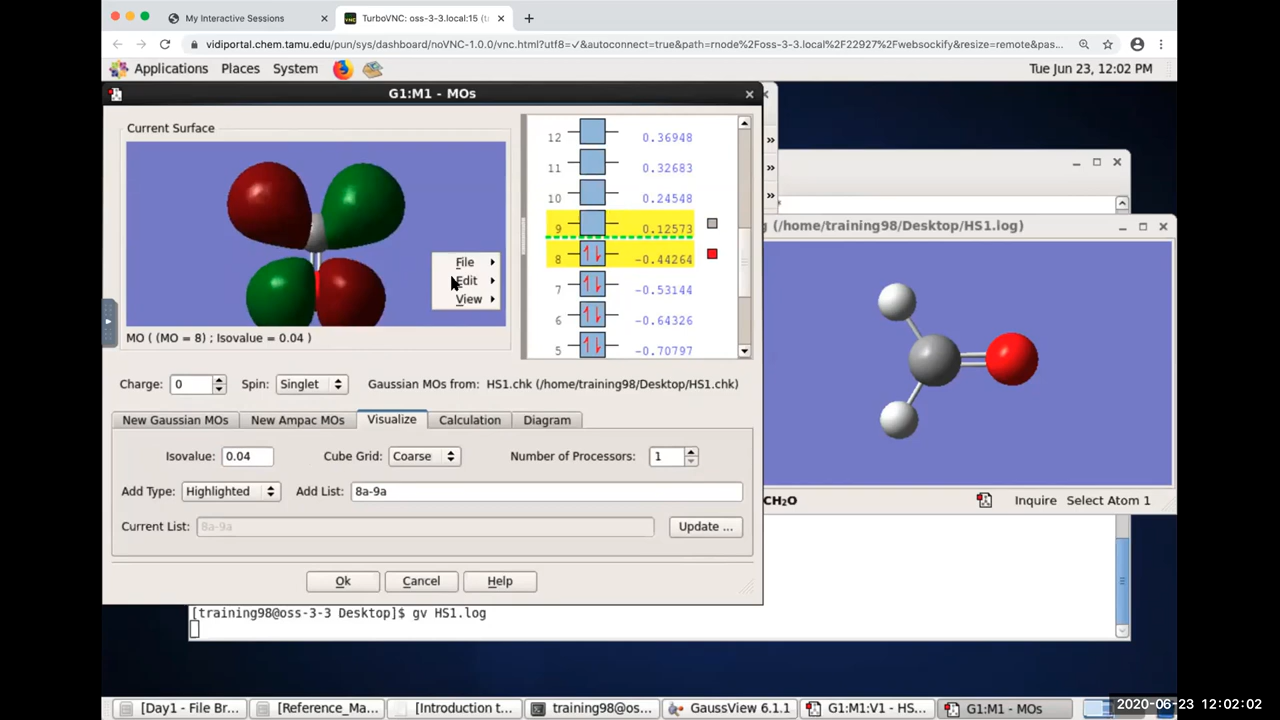 My Interactive Sessions
TurboVNC: oss-3-3.local:15 (t
vidiportal.chem.tamu.edu/pun/sys/dashboard/noVNC-1.0.0/vnc.html?utf8=✓&autoconnect=true&path=rnode%2Foss-3-3.local%2F22927%2Fwebsockify&resize=remote&pas...
Applications Places System
Tue Jun 23, 12:02 PM
G1:M1 - MOs
Current Surface
12 0.36948
11 0.32683
10 0.24548
9 0.12573
8 -0.44264
7 -0.53144
6 -0.64326
5 -0.70797
File
Edit
View
MO ( (MO = 8) ; Isovalue = 0.04 )
(/home/training98/Desktop/HS1.log)
Charge: 0 Spin: Singlet Gaussian MOs from: HS1.chk (/home/training98/Desktop/HS1.chk)
New Gaussian MOs New Ampac MOs Visualize Calculation Diagram
Isovalue: 0.04 Cube Grid: Coarse Number of Processors: 1
Add Type: Highlighted Add List: 8a-9a
Current List: 8a-9a Update ...
Ok Cancel Help
CH2O
Inquire Select Atom 1
[training98@oss-3-3 Desktop]$ gv HS1.log
[Day1 - File Br...
[Reference_Ma...
[Introduction t...
training98@os...
GaussView 6.1.1
G1:M1:V1 - HS...
G1:M1 - MOs
2020-06-23 12:02:02